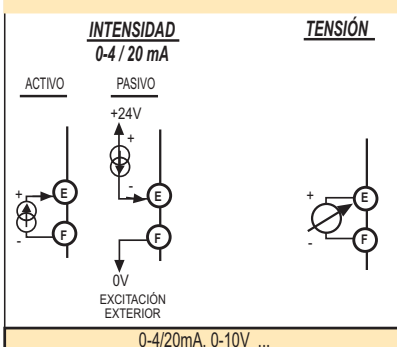 INTENSIDAD
0-4 / 20 mA
TENSIÓN
ACTIVO
PASIVO
+24V
+
-
E
F
0V
EXCITACIÓN
EXTERIOR
+
-
E
F
+
-
E
F
0-4/20mA, 0-10V ...